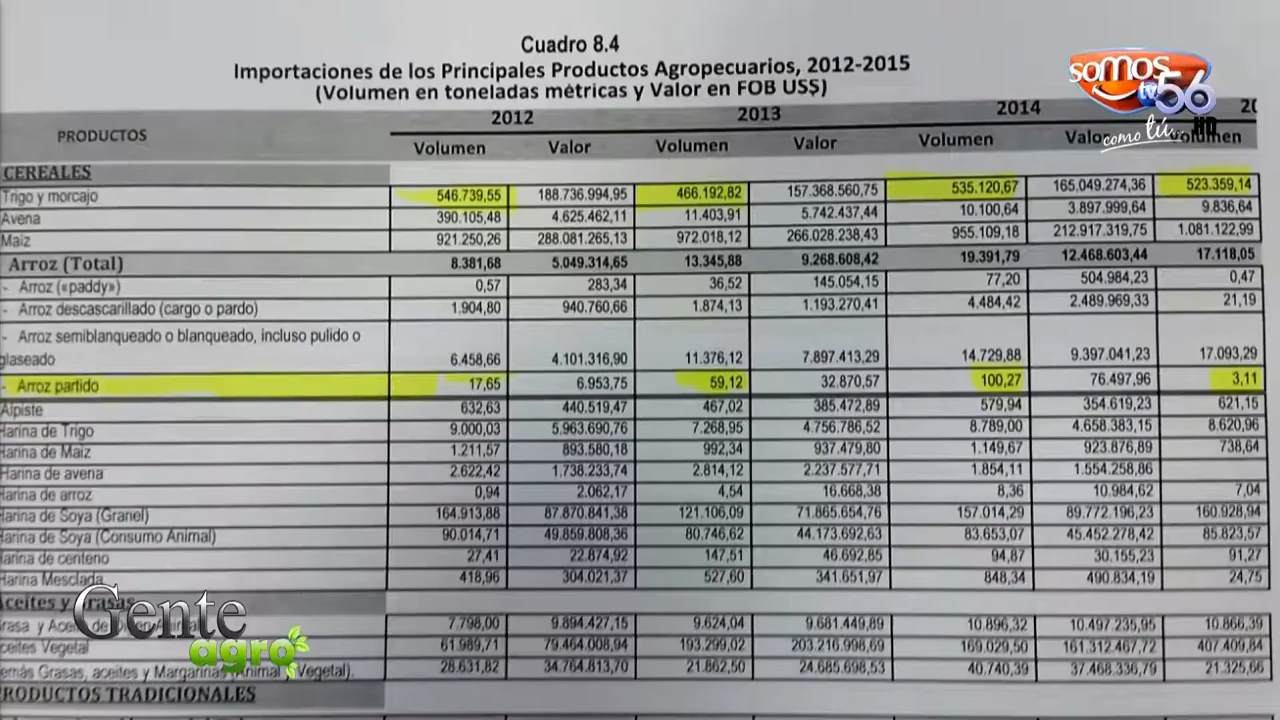 Cuadro 8.4
Importaciones de los Principales Productos Agropecuarios, 2012-2015
(Volumen en toneladas métricas y Valor en FOB US$)
somos tv 56
como tú... HD
2012 2013 2014
PRODUCTOS Volumen Valor Volumen Valor Volumen Valor Volumen
CEREALES
Trigo y morcajo 546.739,55 188.736.994,95 466.192,82 157.368.560,75 535.120,67 165.049.274,36 523.359,14
Avena 390.105,48 4.625.462,11 11.403,91 5.742.437,44 10.100,64 3.897.999,64 9.836,64
Maíz 921.250,26 288.081.265,13 972.018,12 266.028.238,43 955.109,18 212.917.319,75 1.081.122,99
Arroz (Total) 8.381,68 5.049.314,65 13.345,88 9.268.608,42 19.391,79 12.468.603,44 17.118,05
- Arroz («paddy») 0,57 283,34 36,52 145.054,15 77,20 504.984,23 0,47
- Arroz descascarillado (cargo o pardo) 1.904,80 940.760,66 1.874,13 1.193.270,41 4.484,42 2.489.969,33 21,19
- Arroz semiblanqueado o blanqueado, incluso pulido o
glaseado 6.458,66 4.101.316,90 11.376,12 7.897.413,29 14.729,88 9.397.041,23 17.093,29
- Arroz partido 17,65 6.953,75 59,12 32.870,57 100,27 76.497,96 3,11
Alpiste 632,63 440.519,47 467,02 385.472,89 579,94 354.619,23 621,15
Harina de Trigo 9.000,03 5.963.690,76 7.268,95 4.756.786,52 8.789,00 4.658.383,15 8.620,96
Harina de Maíz 1.211,57 893.580,18 992,34 937.479,80 1.149,67 923.876,89 738,64
Harina de avena 2.622,42 1.738.233,74 2.814,12 2.237.577,71 1.854,11 1.554.258,86
Harina de arroz 0,94 2.062,17 4,54 16.668,38 8,36 10.984,62 7,04
Harina de Soya (Granel) 164.913,88 87.870.841,38 121.106,09 71.865.654,76 157.014,29 89.772.196,23 160.928,94
Harina de Soya (Consumo Animal) 90.014,71 49.859.808,36 80.746,62 44.173.692,63 83.653,07 45.452.278,42 85.823,57
Harina de centeno 27,41 22.874,92 147,51 46.692,85 94,87 30.155,23 91,27
Harina Mesclada 418,96 304.021,37 527,60 341.651,97 848,34 490.834,19 24,75
Aceites y Grasas
Grasa y Aceite de Origen Animal 7.798,00 9.894.427,15 9.624,04 9.681.449,89 10.896,32 10.497.235,95 10.866,39
Aceites Vegetal 61.989,71 79.464.008,94 193.299,02 203.216.998,69 169.029,50 161.312.467,72 407.409,84
Demás Grasas, aceites y Margarinas (Animal y Vegetal). 28.631,82 34.764.813,70 21.862,50 24.685.698,53 40.740,39 37.468.336,79 21.325,66
PRODUCTOS TRADICIONALES
Gente
agro